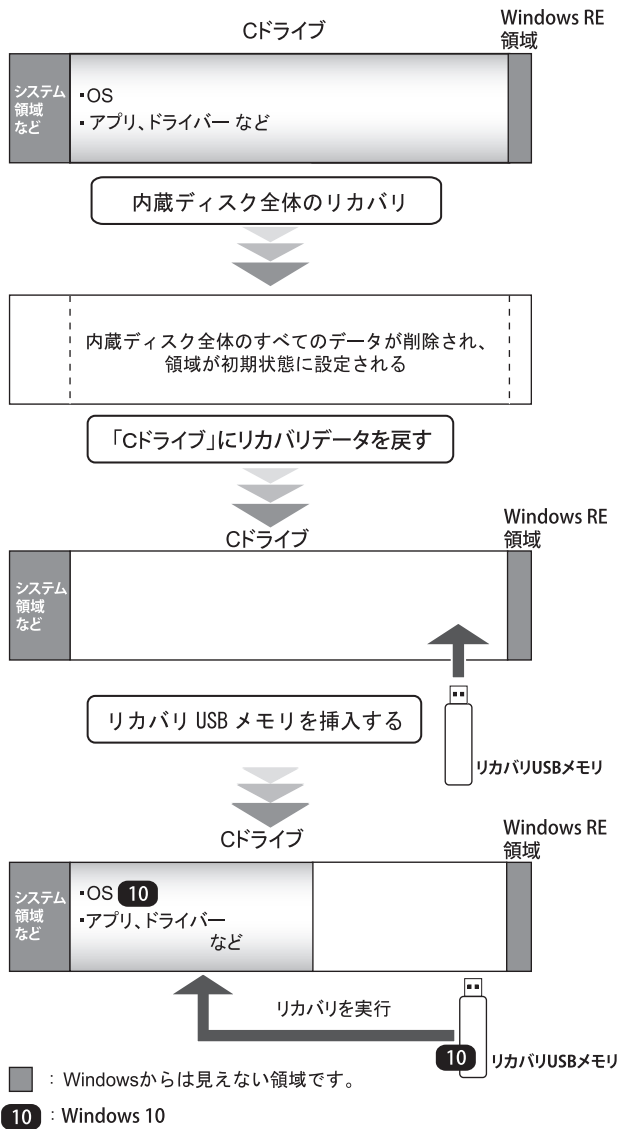 Cドライブ
Windows RE
領域
システム
領域
など
▪OS
▪アプリ、ドライバー など
内蔵ディスク全体のリカバリ
内蔵ディスク全体のすべてのデータが削除され、
領域が初期状態に設定される
「Cドライブ」にリカバリデータを戻す
Cドライブ
Windows RE
領域
システム
領域
など
リカバリ USB メモリを挿入する
リカバリUSBメモリ
Cドライブ
Windows RE
領域
システム
領域
など
▪OS 10
▪アプリ、ドライバー
など
リカバリを実行
10 リカバリUSBメモリ
：Windowsからは見えない領域です。
10：Windows 10